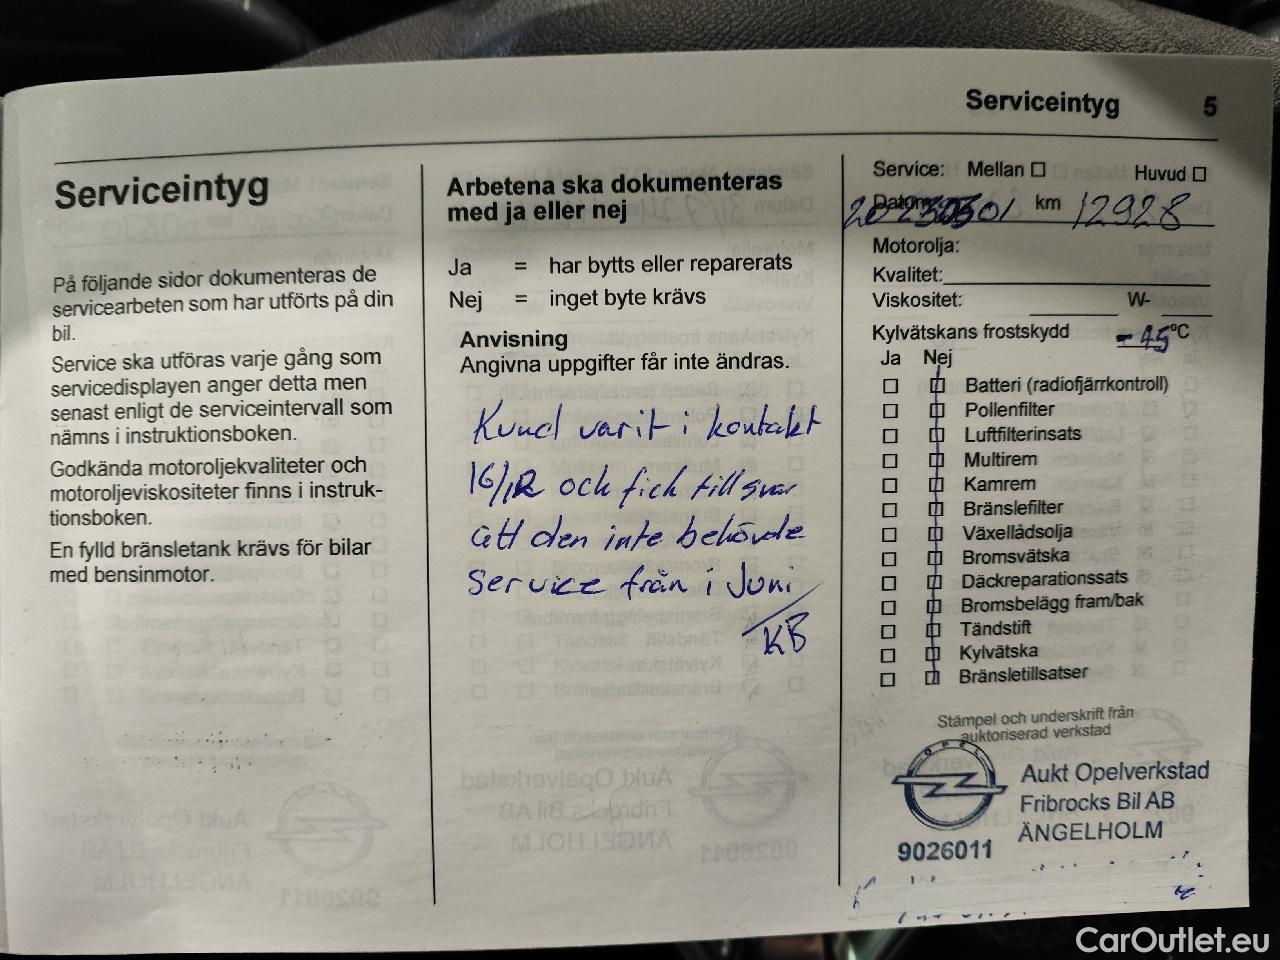 Serviceintyg 5
Serviceintyg
På följande sidor dokumenteras de
servicearbeten som har utförts på din
bil.
Service ska utföras varje gång som
servicedisplayen anger detta men
senast enligt de serviceintervall som
nämns i instruktionsboken.
Godkända motoroljekvaliteter och
motoroljeviskositeter finns i instruk-
tionsboken.
En fylld bränsletank krävs för bilar
med bensinmotor.
Arbetena ska dokumenteras
med ja eller nej
Ja = har bytts eller reparerats
Nej = inget byte krävs
Anvisning
Angivna uppgifter får inte ändras.
Kund varit i kontakt
16/12 och fick till svar
att den inte behövde
Service från i Juni
KB
Service: Mellan Huvud
Datum km 12928
Motorolja:
Kvalitet:
Viskositet: W-
Kylvätskans frostskydd -45°C
Ja Nej
Batteri (radiofjärrkontroll)
Pollenfilter
Luftfilterinsats
Multirem
Kamrem
Bränslefilter
Växellådsolja
Bromsvätska
Däckreparationssats
Bromsbelägg fram/bak
Tändstift
Kylvätska
Bränsletillsatser
Stämpel och underskrift från
auktoriserad verkstad
OPEL
9026011
Aukt Opelverkstad
Fribrocks Bil AB
ÄNGELHOLM
CarOutlet.eu